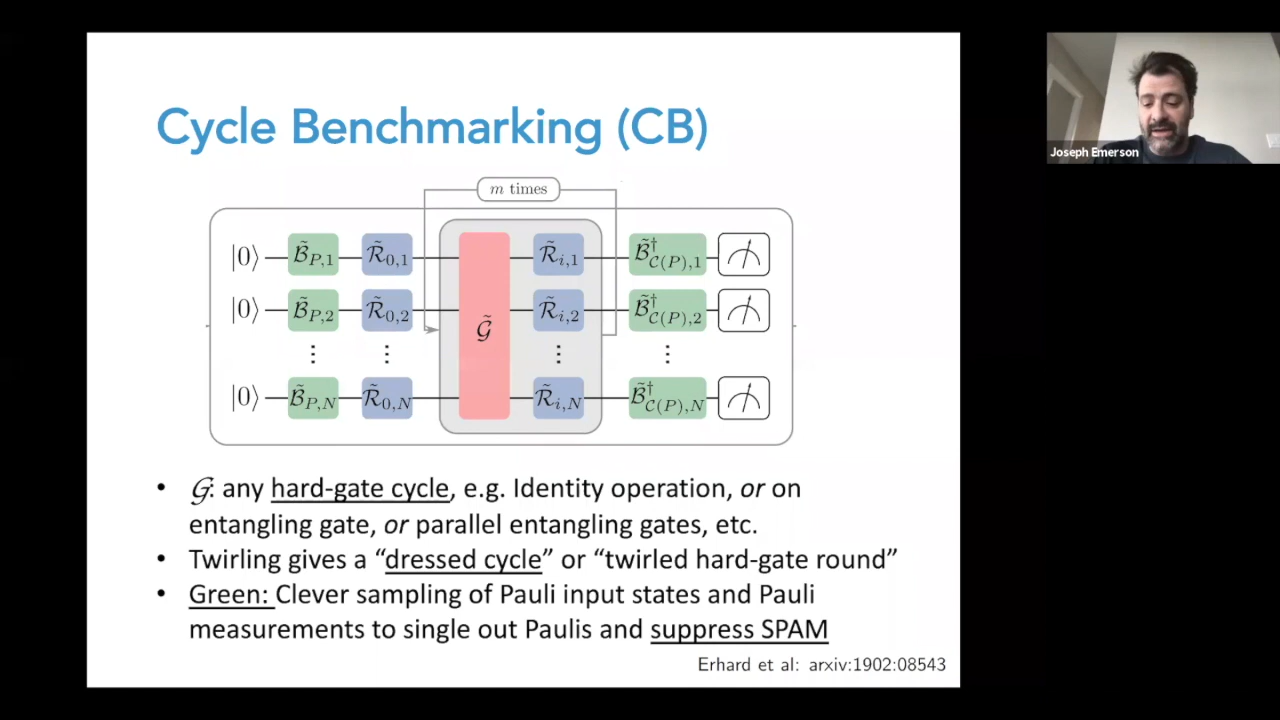 Cycle Benchmarking (CB)
m times
|0⟩ B̃_{P,1} R̃_{0,1} R̃_{i,1} B̃†_{C(P),1}
|0⟩ B̃_{P,2} R̃_{0,2} G̃ R̃_{i,2} B̃†_{C(P),2}
⋮ ⋮ ⋮ ⋮
|0⟩ B̃_{P,N} R̃_{0,N} R̃_{i,N} B̃†_{C(P),N}
• G: any hard-gate cycle, e.g. Identity operation, or on
entangling gate, or parallel entangling gates, etc.
• Twirling gives a “dressed cycle” or “twirled hard-gate round”
• Green: Clever sampling of Pauli input states and Pauli
measurements to single out Paulis and suppress SPAM
Erhard et al: arxiv:1902:08543
Joseph Emerson